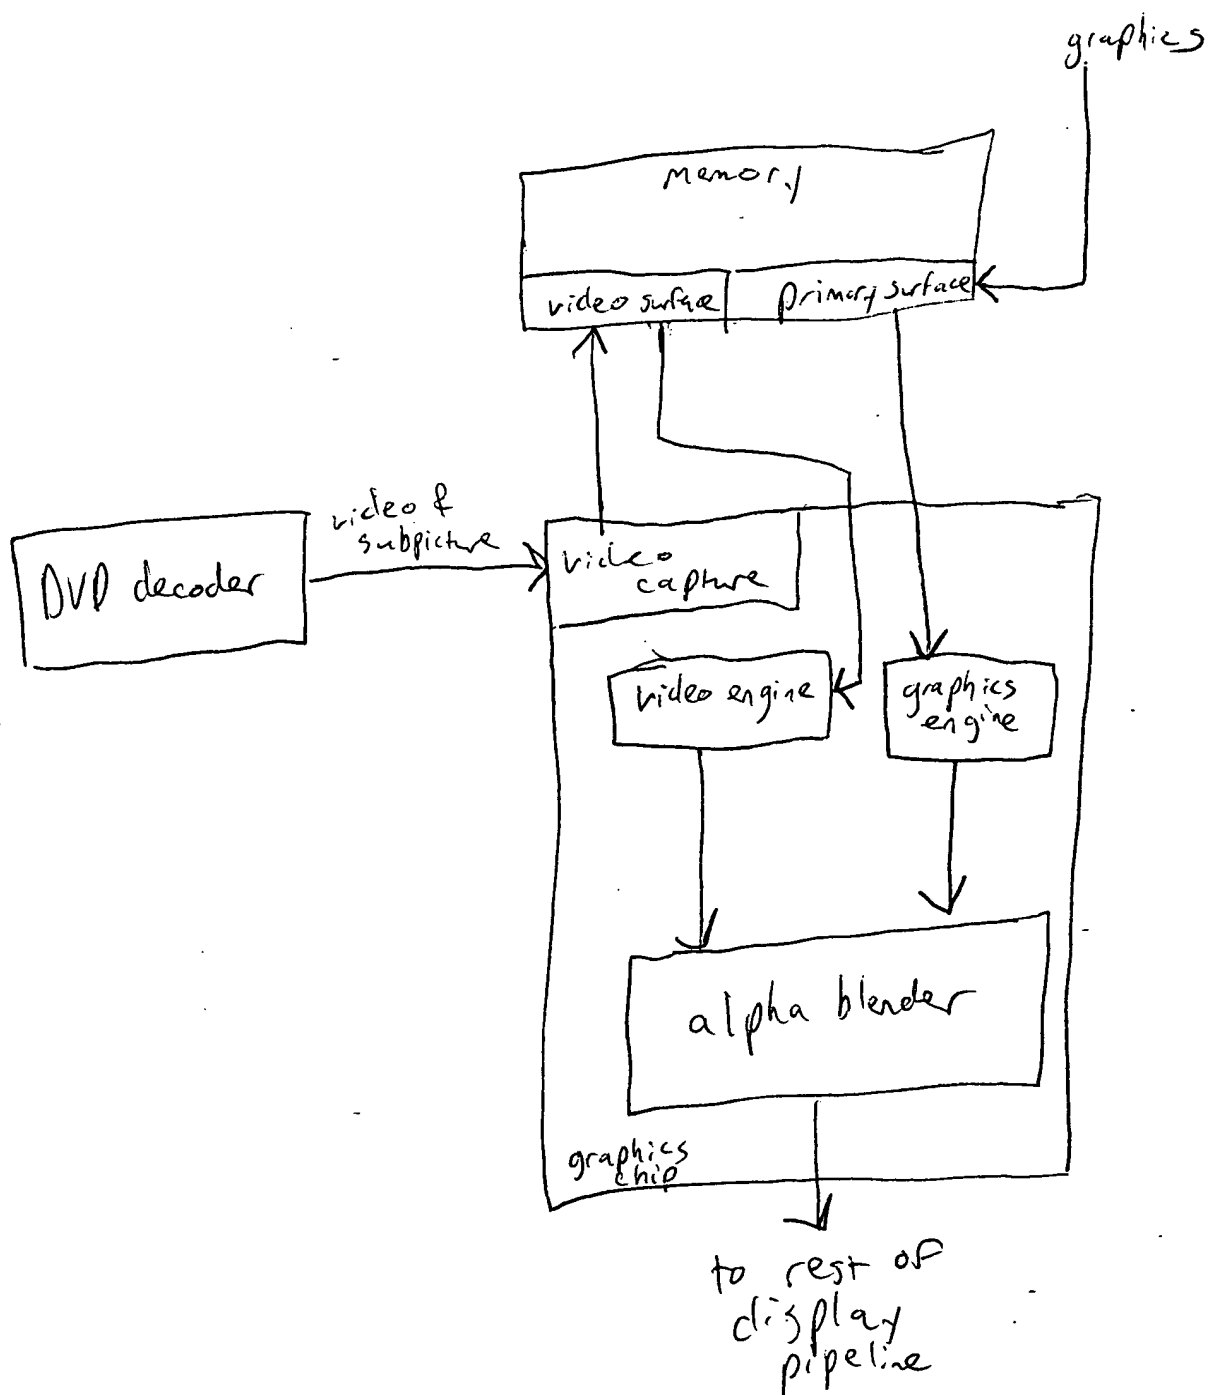 graphics
memory
video surface
primary surface
video &
subpicture
DVD decoder
video
capture
video engine
graphics
engine
alpha blender
graphics
chip
to rest of
display
pipeline